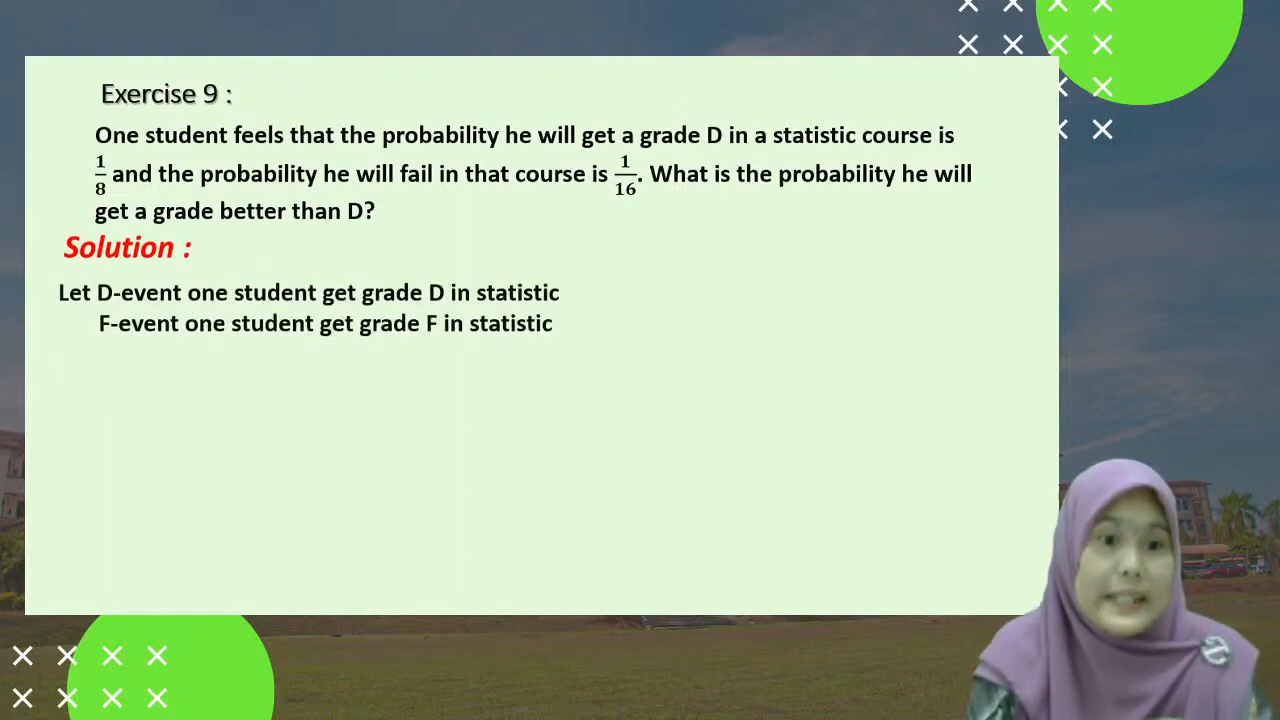 Exercise 9 :
One student feels that the probability he will get a grade D in a statistic course is
1/8 and the probability he will fail in that course is 1/16. What is the probability he will
get a grade better than D?
Solution :
Let D-event one student get grade D in statistic
F-event one student get grade F in statistic